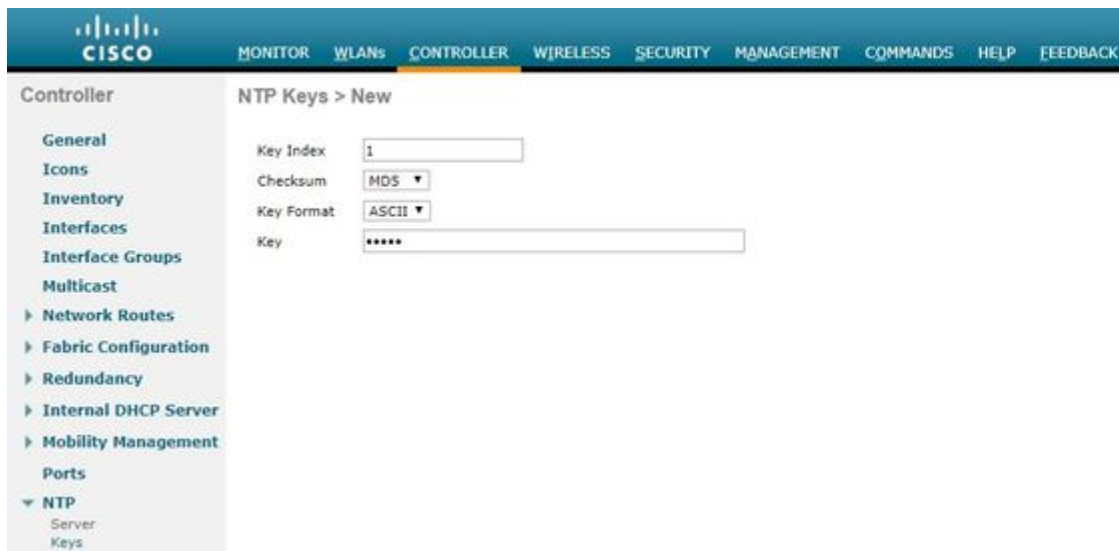 CISCO
MONITOR WLANs CONTROLLER WIRELESS SECURITY MANAGEMENT COMMANDS HELP FEEDBACK
Controller
General
Icons
Inventory
Interfaces
Interface Groups
Multicast
Network Routes
Fabric Configuration
Redundancy
Internal DHCP Server
Mobility Management
Ports
NTP
Server
Keys
NTP Keys > New
Key Index 1
Checksum MD5
Key Format ASCII
Key •••••